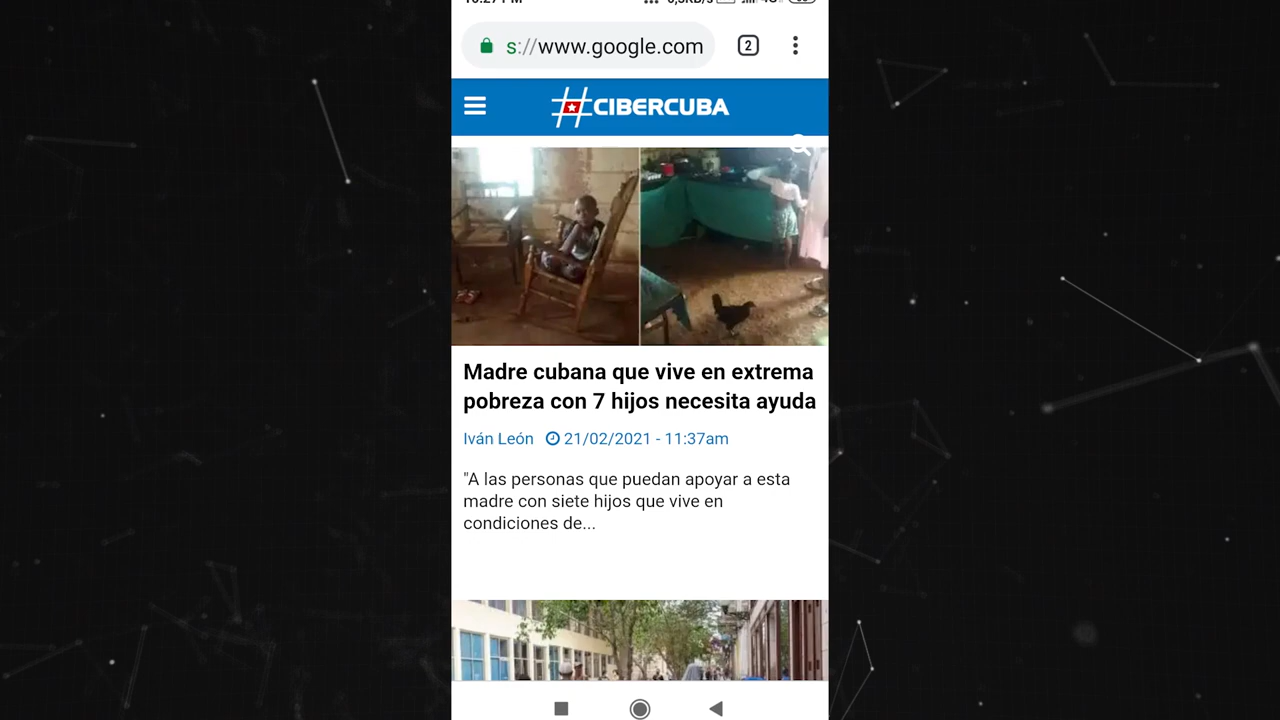 s://www.google.com
2
CIBERCUBA
Madre cubana que vive en extrema
pobreza con 7 hijos necesita ayuda
Iván León 21/02/2021 - 11:37am
"A las personas que puedan apoyar a esta
madre con siete hijos que vive en
condiciones de...